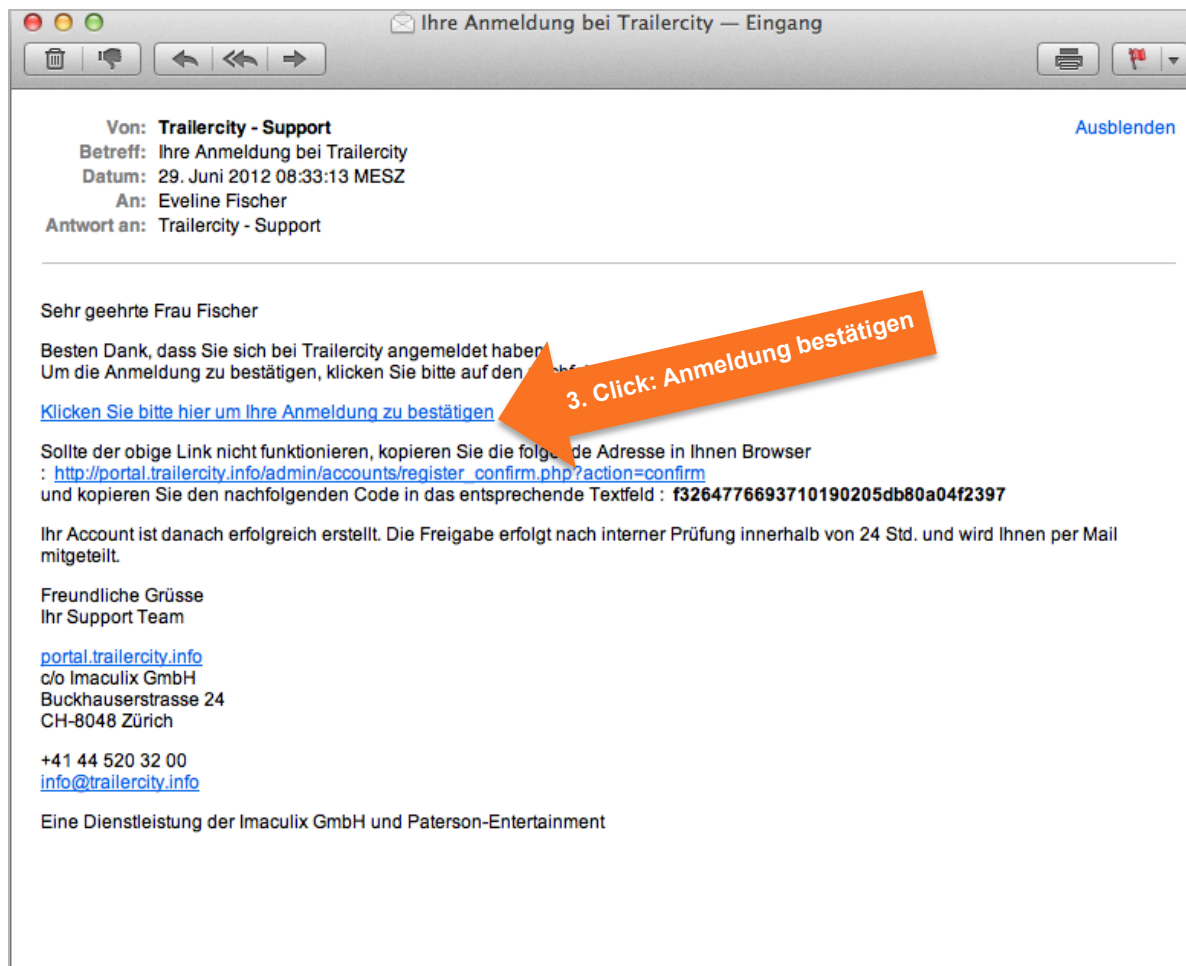 Ihre Anmeldung bei Trailercity — Eingang
Von: Trailercity - Support
Ausblenden
Betreff: Ihre Anmeldung bei Trailercity
Datum: 29. Juni 2012 08:33:13 MESZ
An: Eveline Fischer
Antwort an: Trailercity - Support
Sehr geehrte Frau Fischer
Besten Dank, dass Sie sich bei Trailercity angemeldet haben
Um die Anmeldung zu bestätigen, klicken Sie bitte auf den
3. Click: Anmeldung bestätigen
Klicken Sie bitte hier um Ihre Anmeldung zu bestätigen
Sollte der obige Link nicht funktionieren, kopieren Sie die folgende Adresse in Ihnen Browser
: http://portal.trailercity.info/admin/accounts/register_confirm.php?action=confirm
und kopieren Sie den nachfolgenden Code in das entsprechende Textfeld : f3264776693710190205db80a04f2397
Ihr Account ist danach erfolgreich erstellt. Die Freigabe erfolgt nach interner Prüfung innerhalb von 24 Std. und wird Ihnen per Mail
mitgeteilt.
Freundliche Grüsse
Ihr Support Team
portal.trailercity.info
c/o Imaculix GmbH
Buckhauserstrasse 24
CH-8048 Zürich
+41 44 520 32 00
info@trailercity.info
Eine Dienstleistung der Imaculix GmbH und Paterson-Entertainment